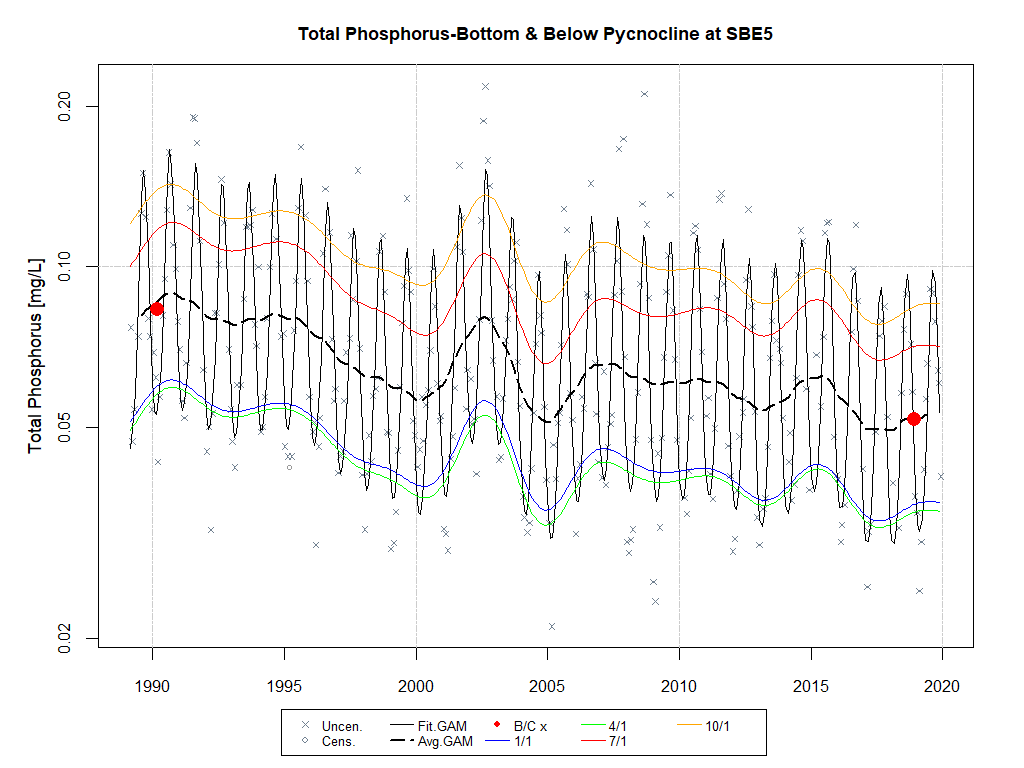 Total Phosphorus-Bottom & Below Pycnocline at SBE5
Total Phosphorus [mg/L]
0.20
0.10
0.05
0.02
1990 1995 2000 2005 2010 2015 2020
Uncen. Fit.GAM B/C x 4/1 10/1
Cens. Avg.GAM 1/1 7/1